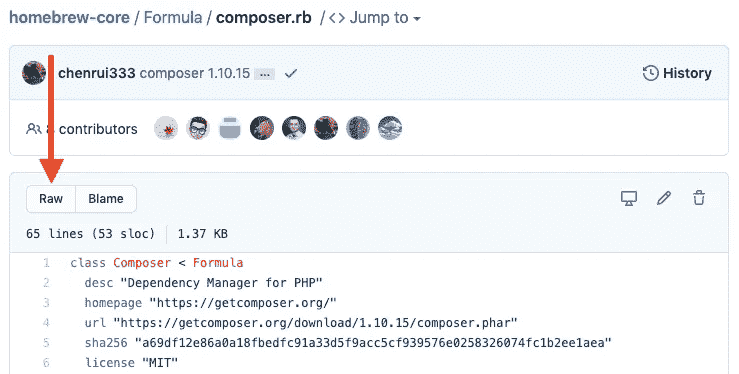 homebrew-core / Formula / composer.rb / <> Jump to
chenrui333 composer 1.10.15 ... History
8 contributors
Raw Blame
65 lines (53 sloc) 1.37 KB
1 class Composer < Formula
2 desc "Dependency Manager for PHP"
3 homepage "https://getcomposer.org/"
4 url "https://getcomposer.org/download/1.10.15/composer.phar"
5 sha256 "a69df12e86a0a18fbedfc91a33d5f9acc5cf939576e0258326074fc1b2ee1aea"
6 license "MIT"